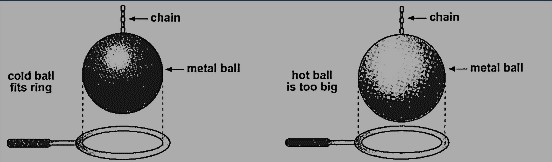 chain
metal ball
cold ball
fits ring
chain
metal ball
hot ball
is too big